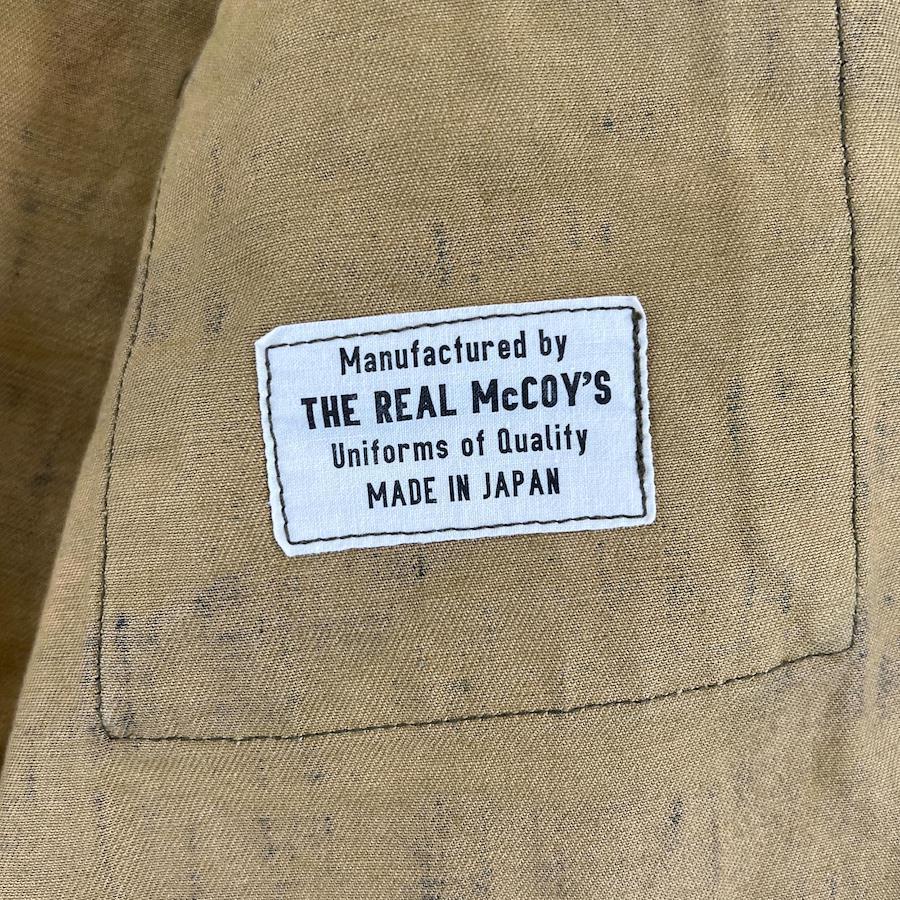 Manufactured by
THE REAL McCOY'S
Uniforms of Quality
MADE IN JAPAN